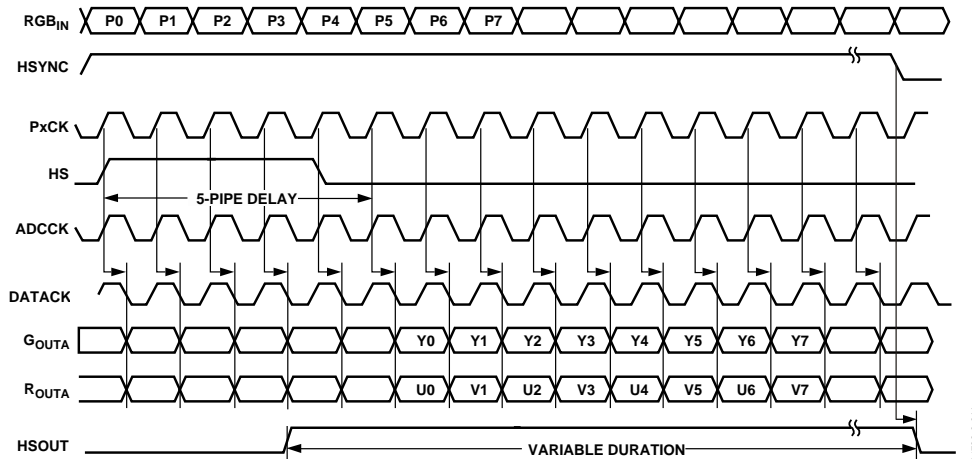 RGBIN P0 P1 P2 P3 P4 P5 P6 P7
HSYNC
PxCK
HS
5-PIPE DELAY
ADCCK
DATACK
GOUTA Y0 Y1 Y2 Y3 Y4 Y5 Y6 Y7
ROUTA U0 V1 U2 V3 U4 V5 U6 V7
HSOUT VARIABLE DURATION